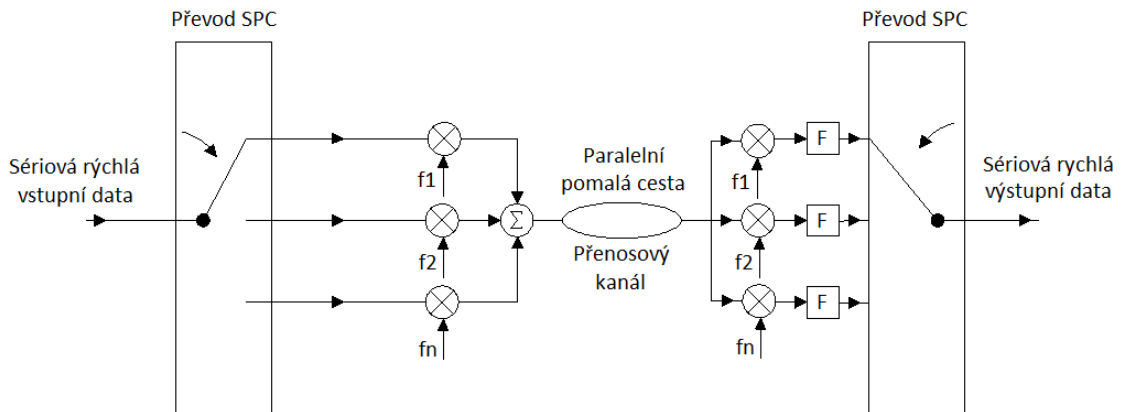 Převod SPC
Převod SPC
Sériová rýchlá
vstupní data
f1
f2
fn
Σ
Paralelní
pomalá cesta
Přenosový
kanál
f1
f2
fn
F
F
F
Sériová rychlá
výstupní data